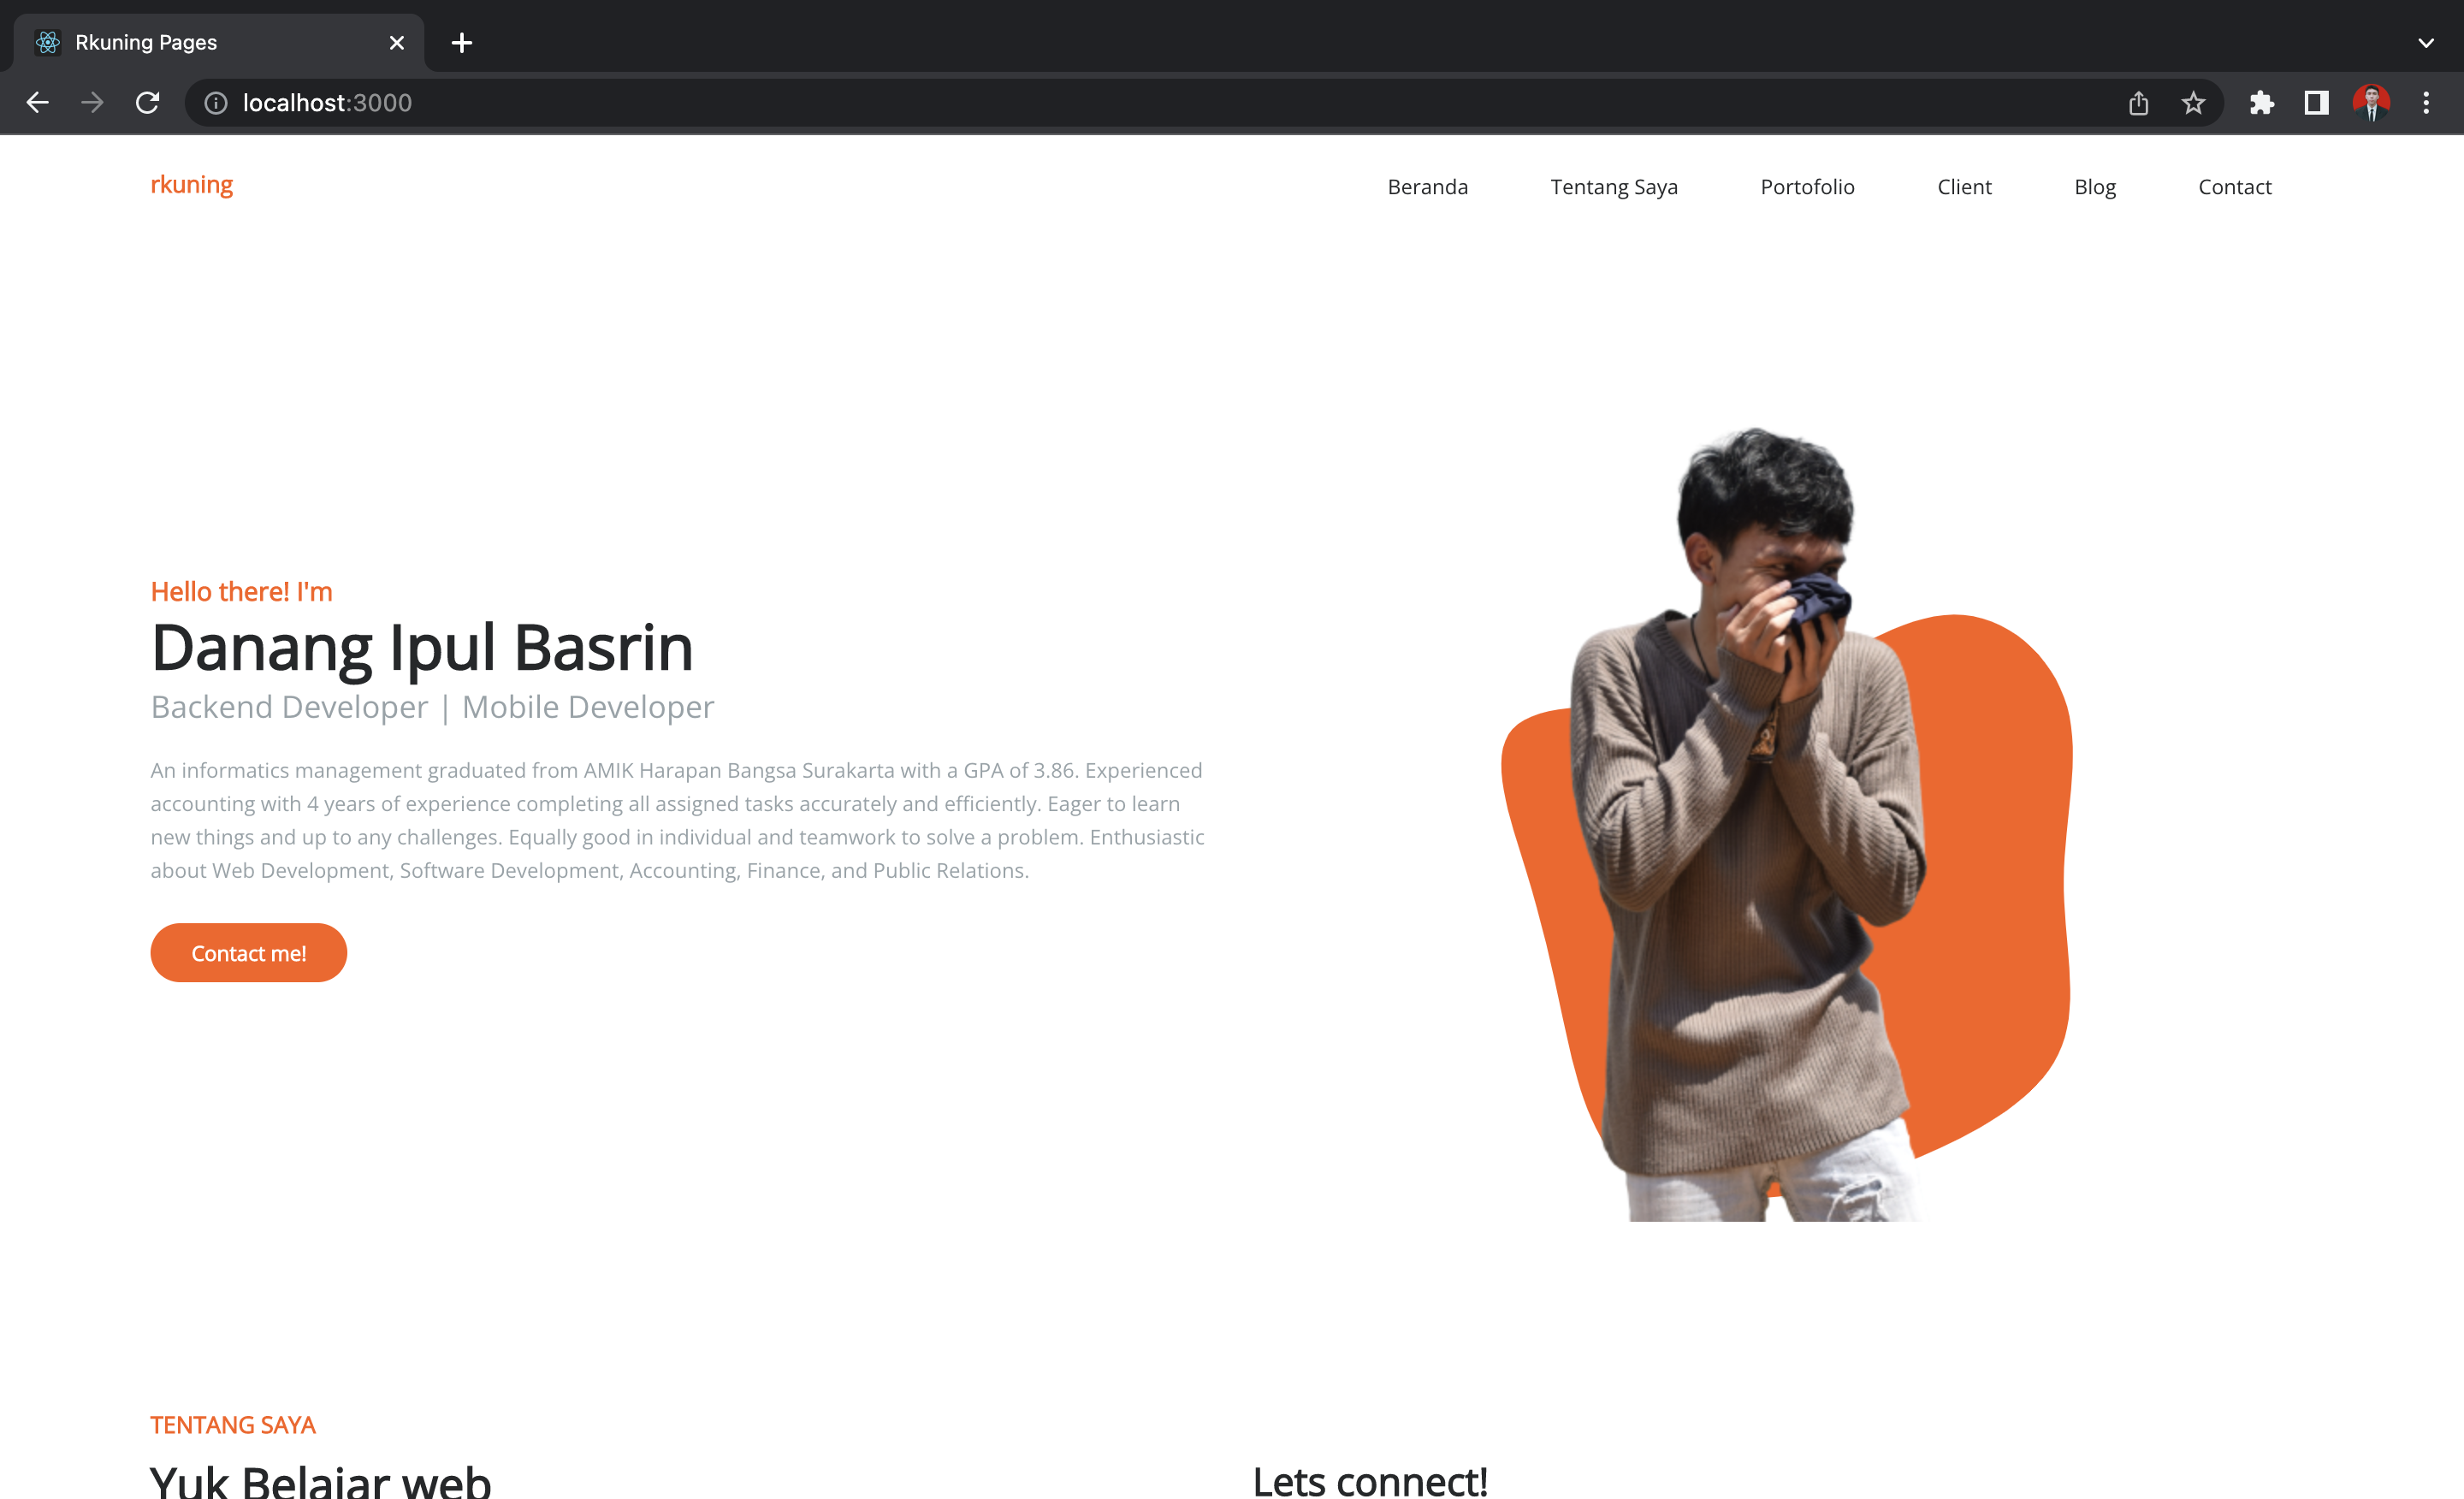 Rkuning Pages
localhost:3000
rkuning
Beranda
Tentang Saya
Portofolio
Client
Blog
Contact
Hello there! I'm
Danang Ipul Basrin
Backend Developer | Mobile Developer
An informatics management graduated from AMIK Harapan Bangsa Surakarta with a GPA of 3.86. Experienced
accounting with 4 years of experience completing all assigned tasks accurately and efficiently. Eager to learn
new things and up to any challenges. Equally good in individual and teamwork to solve a problem. Enthusiastic
about Web Development, Software Development, Accounting, Finance, and Public Relations.
Contact me!
TENTANG SAYA
Yuk Belajar web
Lets connect!